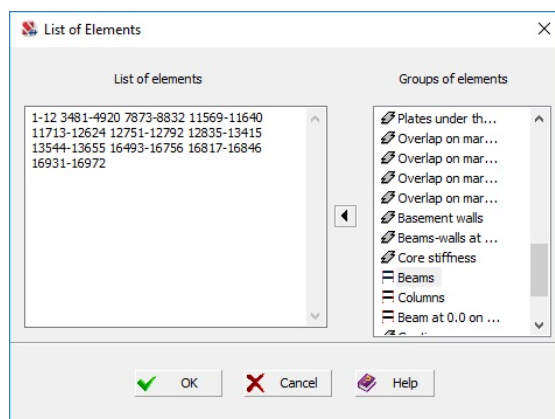 List of Elements
List of elements
Groups of elements
1-12 3481-4920 7873-8832 11569-11640
11713-12624 12751-12792 12835-13415
13544-13655 16493-16756 16817-16846
16931-16972
Plates under th...
Overlap on mar...
Overlap on mar...
Overlap on mar...
Overlap on mar...
Basement walls
Beams-walls at ...
Core stiffness
Beams
Columns
Beam at 0.0 on ...
OK
Cancel
Help